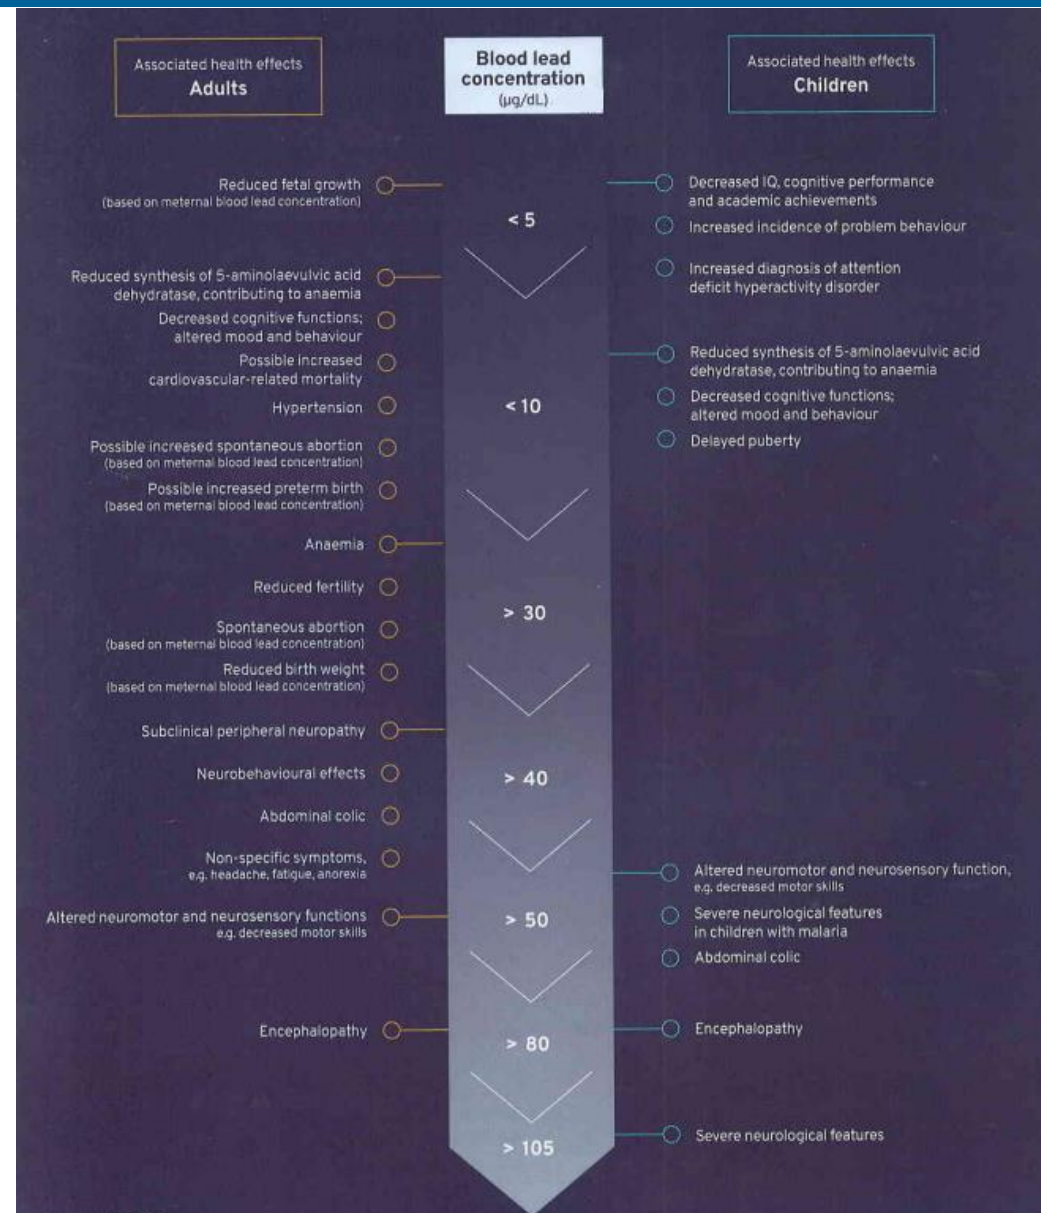 Associated health effects
Adults
Blood lead
concentration
(µg/dL)
Associated health effects
Children
Reduced fetal growth
(based on meternal blood lead concentration)
Reduced synthesis of 5-aminolaevulvic acid
dehydratase, contributing to anaemia
Decreased cognitive functions;
altered mood and behaviour
Possible increased
cardiovascular-related mortality
Hypertension
Possible increased spontaneous abortion
(based on meternal blood lead concentration)
Possible increased preterm birth
(based on meternal blood lead concentration)
Anaemia
Reduced fertility
Spontaneous abortion
(based on meternal blood lead concentration)
Reduced birth weight
(based on meternal blood lead concentration)
Subclinical peripheral neuropathy
Neurobehavioural effects
Abdominal colic
Non-specific symptoms,
e.g. headache, fatigue, anorexia
Altered neuromotor and neurosensory functions
e.g. decreased motor skills
Encephalopathy
< 5
< 10
> 30
> 40
> 50
> 80
> 105
Decreased IQ, cognitive performance
and academic achievements
Increased incidence of problem behaviour
Increased diagnosis of attention
deficit hyperactivity disorder
Reduced synthesis of 5-aminolaevulvic acid
dehydratase, contributing to anaemia
Decreased cognitive functions;
altered mood and behaviour
Delayed puberty
Altered neuromotor and neurosensory function,
e.g. decreased motor skills
Severe neurological features
in children with malaria
Abdominal colic
Encephalopathy
Severe neurological features